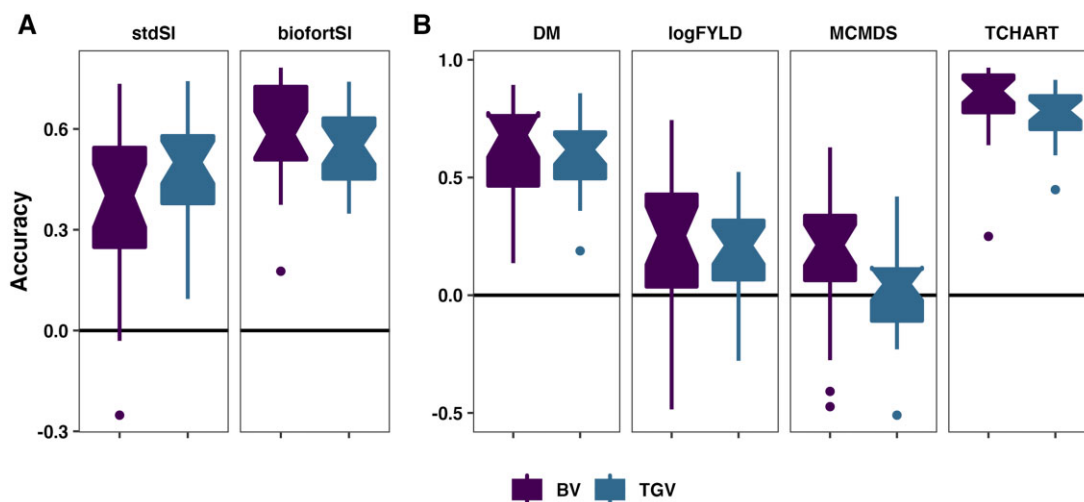 A
stdSI
biofortSI
B
DM
logFYLD
MCMDS
TCHART
Accuracy
0.6
0.3
0.0
-0.3
1.0
0.5
0.0
-0.5
BV
TGV